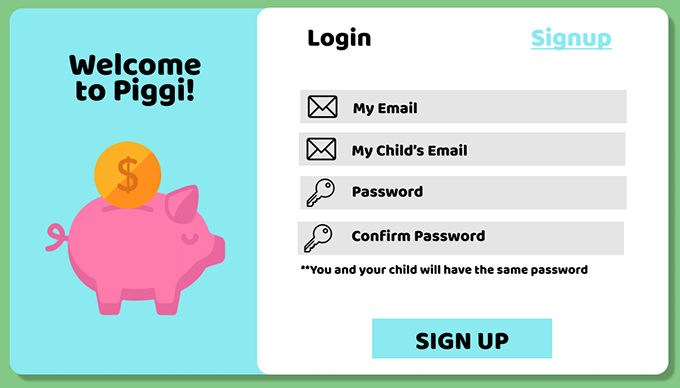 Welcome
to Piggi!
$
Login
Signup
My Email
My Child's Email
Password
Confirm Password
**You and your child will have the same password
SIGN UP